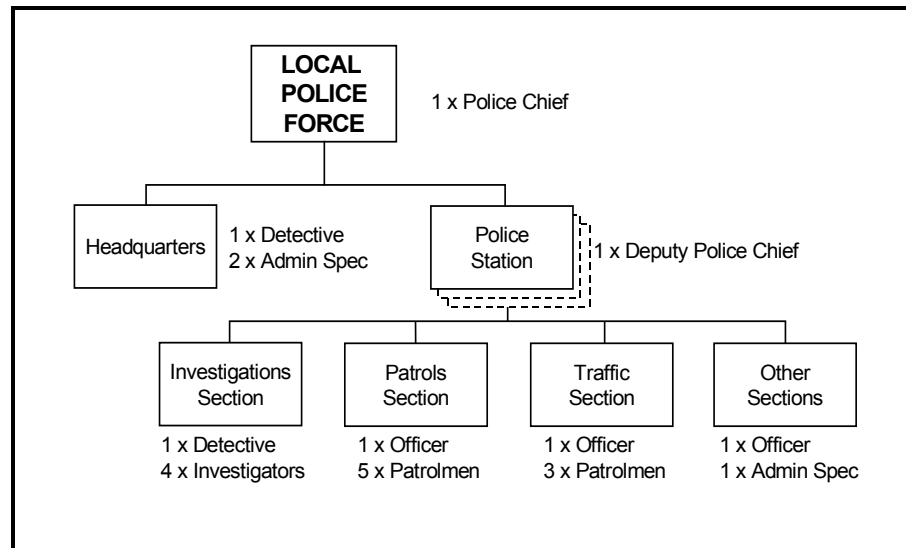 LOCAL
POLICE
FORCE
1 x Police Chief
Headquarters
1 x Detective
2 x Admin Spec
Police
Station
1 x Deputy Police Chief
Investigations
Section
1 x Detective
4 x Investigators
Patrols
Section
1 x Officer
5 x Patrolmen
Traffic
Section
1 x Officer
3 x Patrolmen
Other
Sections
1 x Officer
1 x Admin Spec